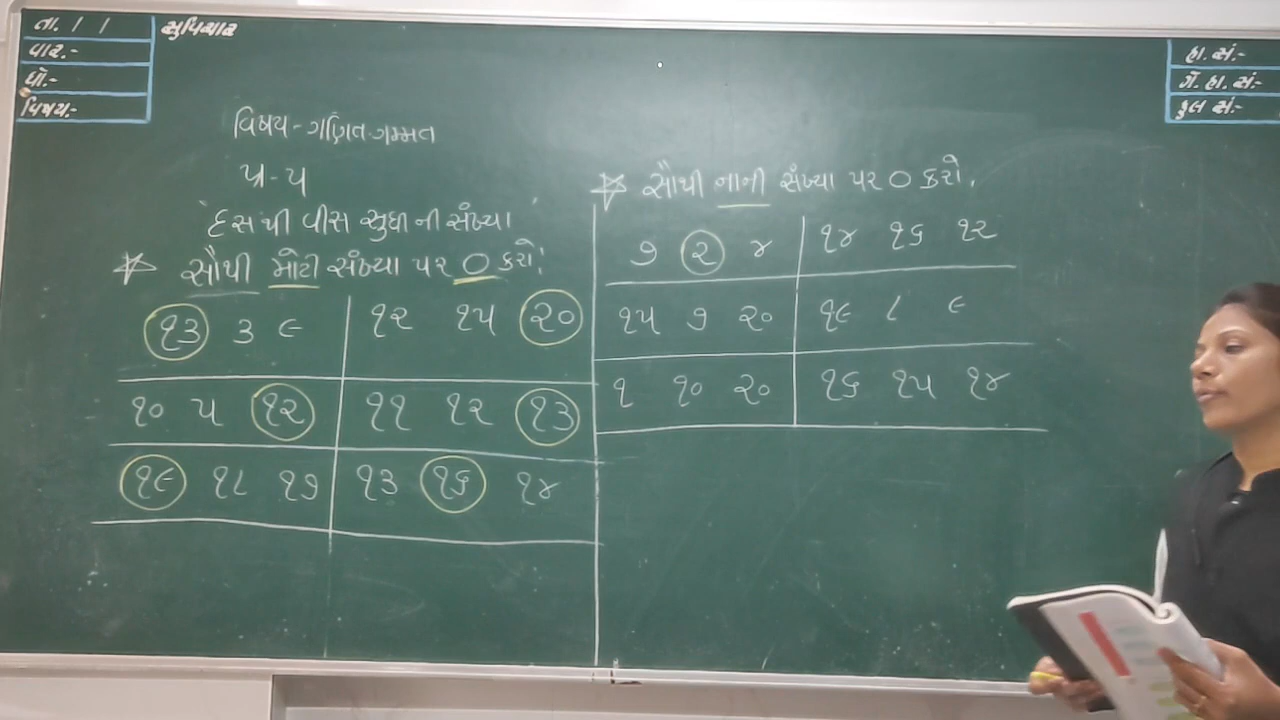 તા. / /
વાર:-
ધો:-
વિષય:-
સુવિચાર
હા. સં:-
ગે. હા. સં:-
કુલ સં:-
વિષય-ગણિત-ગમ્મત
પ્ર-૫
'દસ થી વીસ સુધી ની સંખ્યા'
☆ સૌથી મોટી સંખ્યા પર ૦ કરો.
૧૩ ૩ ૯ ૧૨ ૧૫ ૨૦
૧૦ ૫ ૧૨ ૧૧ ૧૨ ૧૩
૧૯ ૧૮ ૧૭ ૧૩ ૧૬ ૧૪
☆ સૌથી નાની સંખ્યા પર ૦ કરો.
૭ ૨ ૪ ૧૪ ૧૬ ૧૨
૧૫ ૭ ૨૦ ૧૯ ૮ ૯
૧ ૧૦ ૨૦ ૧૬ ૧૫ ૧૪